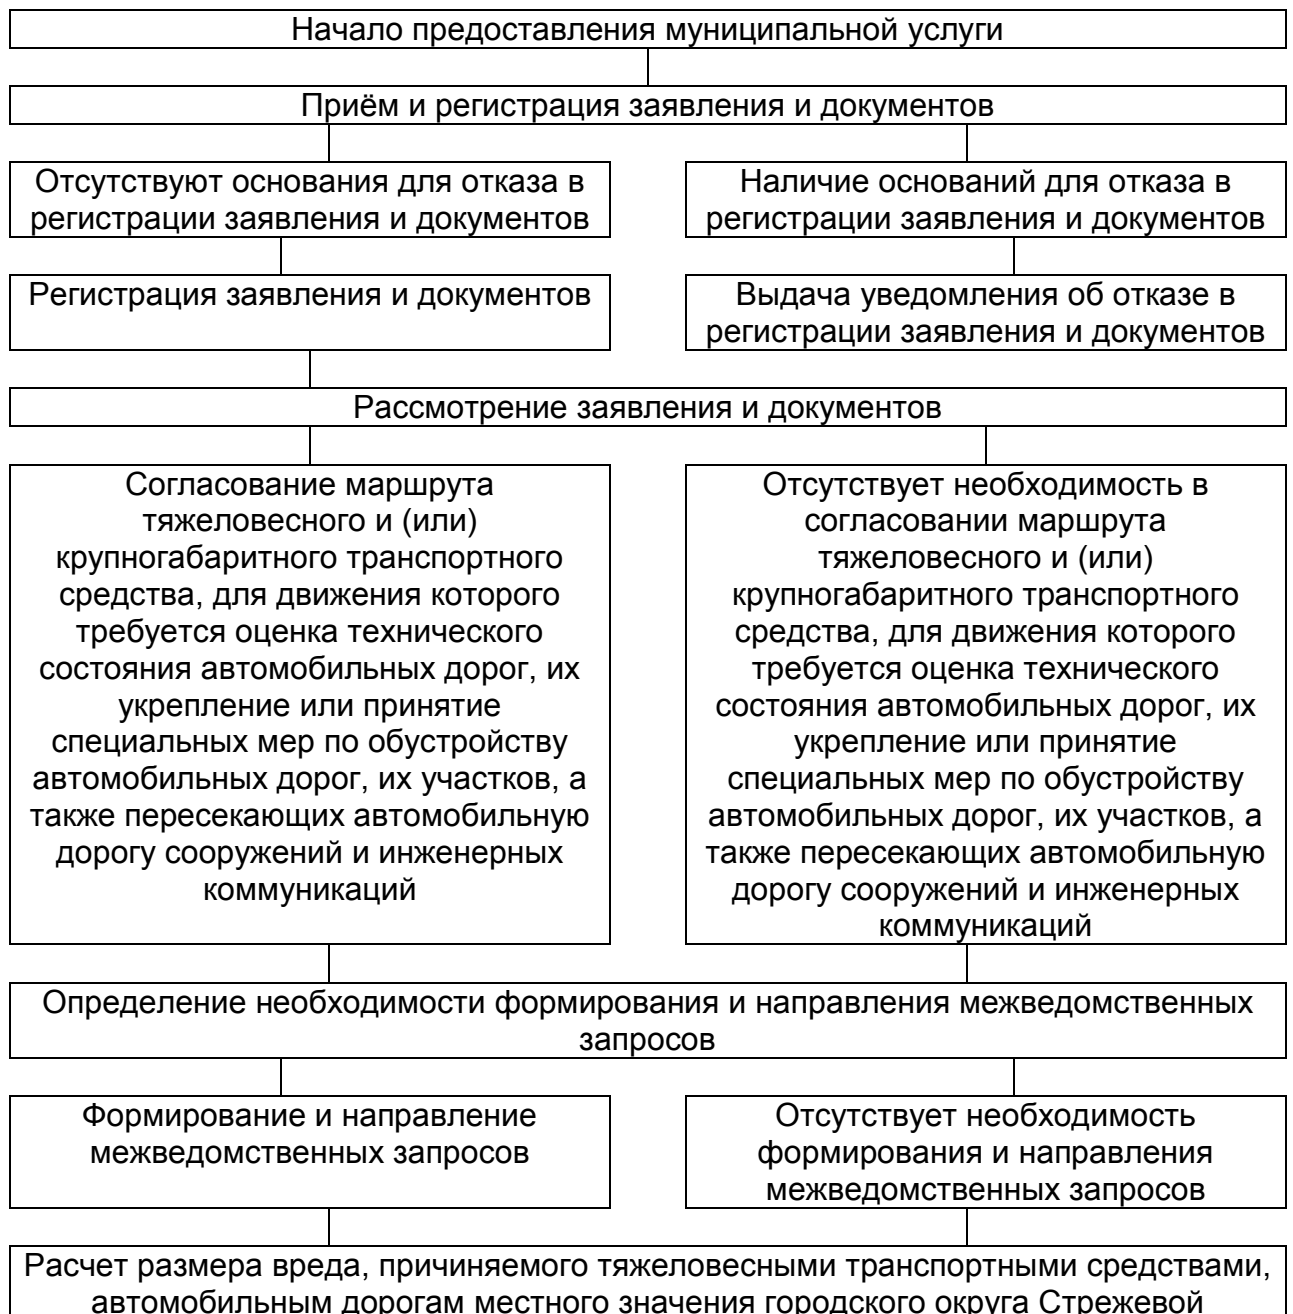 Начало предоставления муниципальной услуги
Приём и регистрация заявления и документов
Отсутствуют основания для отказа в
регистрации заявления и документов
Наличие оснований для отказа в
регистрации заявления и документов
Регистрация заявления и документов
Выдача уведомления об отказе в
регистрации заявления и документов
Рассмотрение заявления и документов
Согласование маршрута
тяжеловесного и (или)
крупногабаритного транспортного
средства, для движения которого
требуется оценка технического
состояния автомобильных дорог, их
укрепление или принятие
специальных мер по обустройству
автомобильных дорог, их участков, а
также пересекающих автомобильную
дорогу сооружений и инженерных
коммуникаций
Отсутствует необходимость в
согласовании маршрута
тяжеловесного и (или)
крупногабаритного транспортного
средства, для движения которого
требуется оценка технического
состояния автомобильных дорог, их
укрепление или принятие
специальных мер по обустройству
автомобильных дорог, их участков, а
также пересекающих автомобильную
дорогу сооружений и инженерных
коммуникаций
Определение необходимости формирования и направления межведомственных
запросов
Формирование и направление
межведомственных запросов
Отсутствует необходимость
формирования и направления
межведомственных запросов
Расчет размера вреда, причиняемого тяжеловесными транспортными средствами,
автомобильным дорогам местного значения городского округа Стрежевой